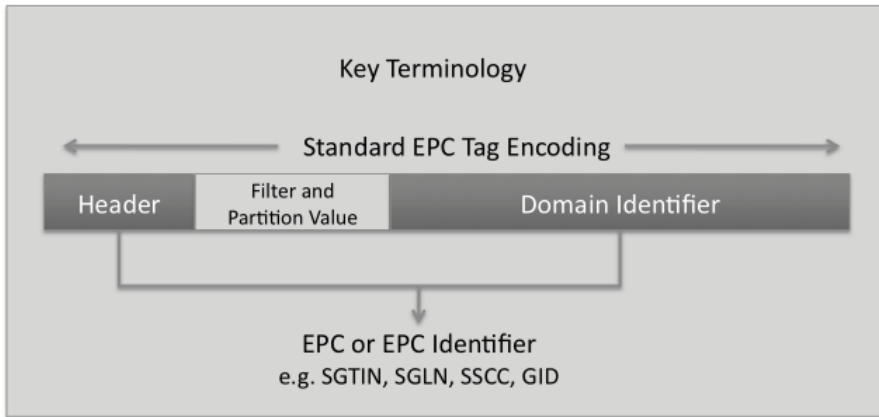 Key Terminology
Standard EPC Tag Encoding
Header
Filter and
Partition Value
Domain Identifier
EPC or EPC Identifier
e.g. SGTIN, SGLN, SSCC, GID